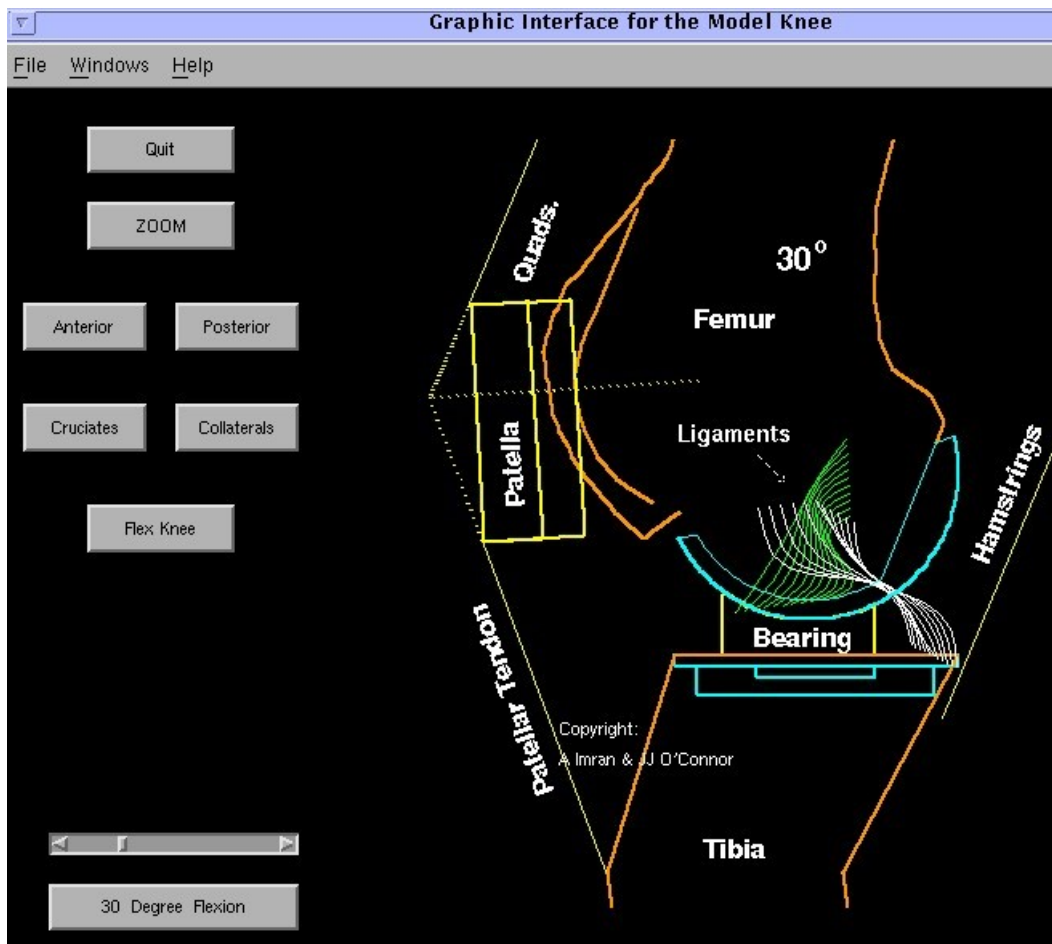 Graphic Interface for the Model Knee
File Windows Help
Quit
ZOOM
Anterior Posterior
Cruciates Collaterals
Flex Knee
30 Degree Flexion
Quads.
30°
Femur
Ligaments
Patella
Hamstrings
Bearing
Patellar Tendon
Copyright:
A Imran & JJ O'Connor
Tibia